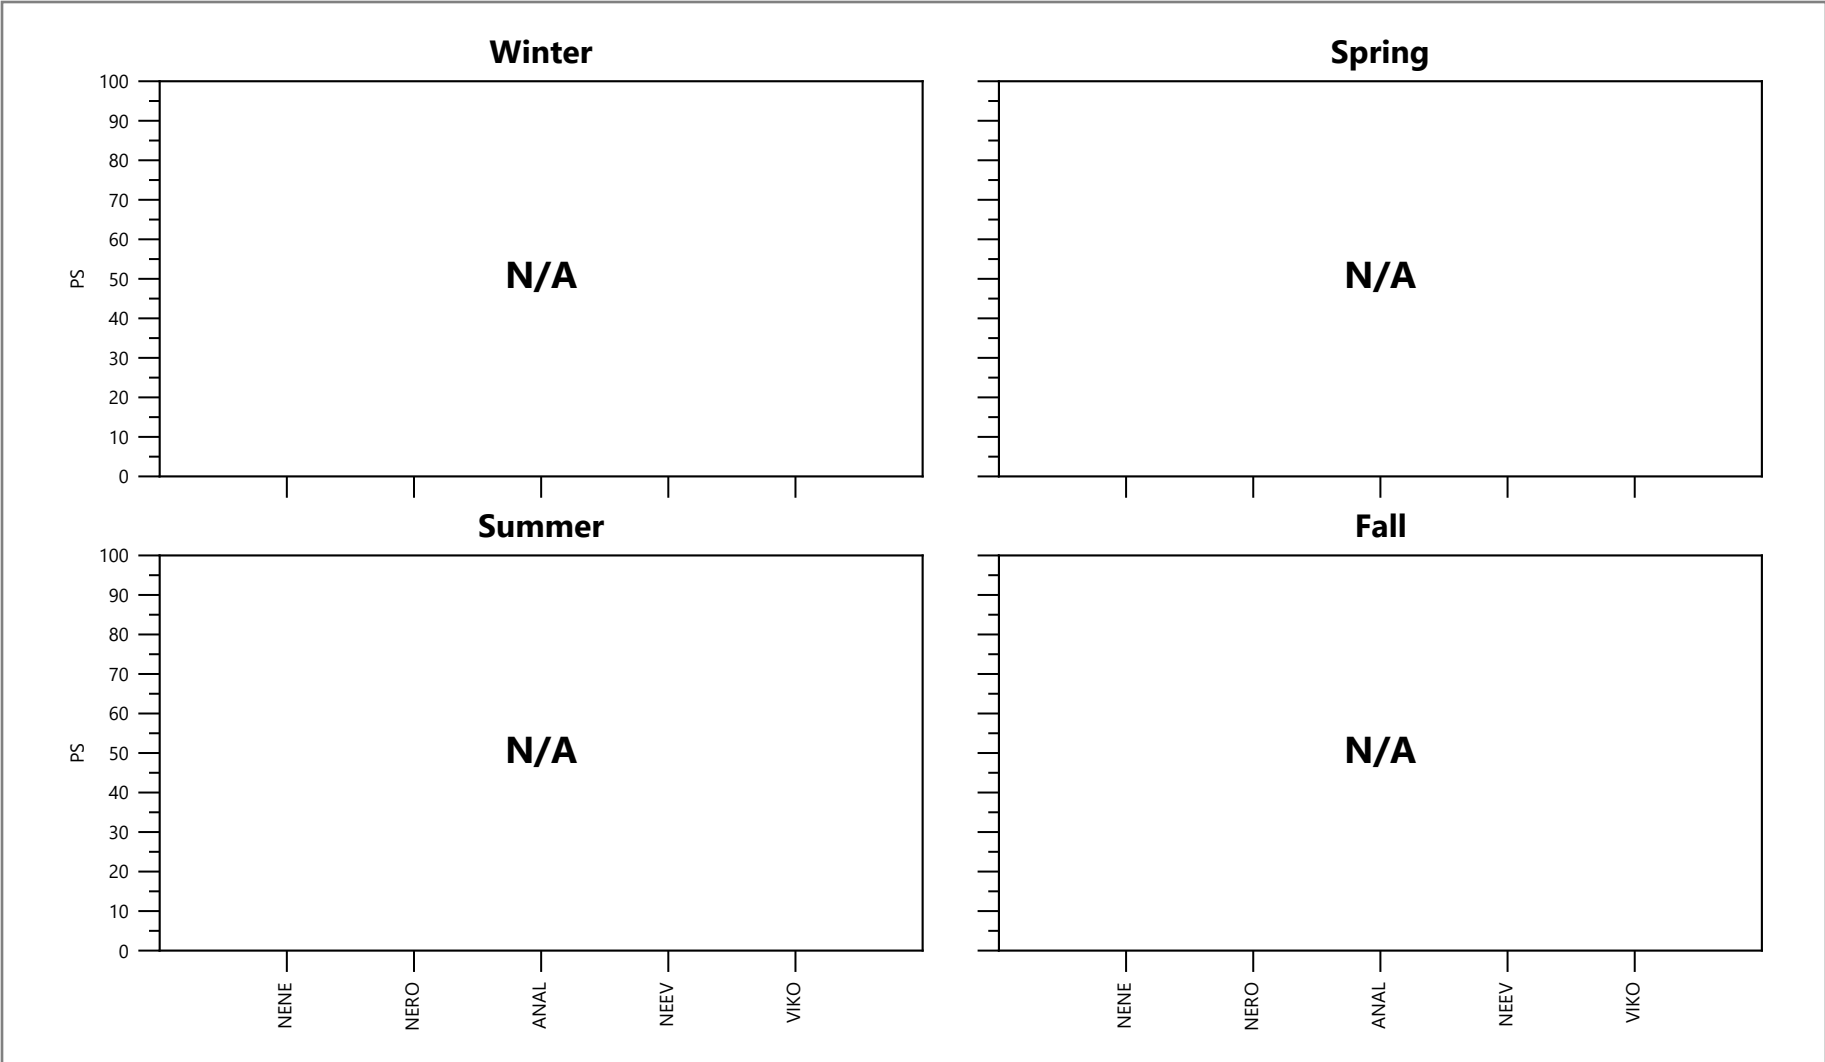 Winter
Spring
100
90
80
70
60
50
40
30
20
10
0
PS
N/A
N/A
Summer
Fall
100
90
80
70
60
50
40
30
20
10
0
PS
N/A
N/A
NENE
NERO
ANAL
NEEV
VIKO
NENE
NERO
ANAL
NEEV
VIKO